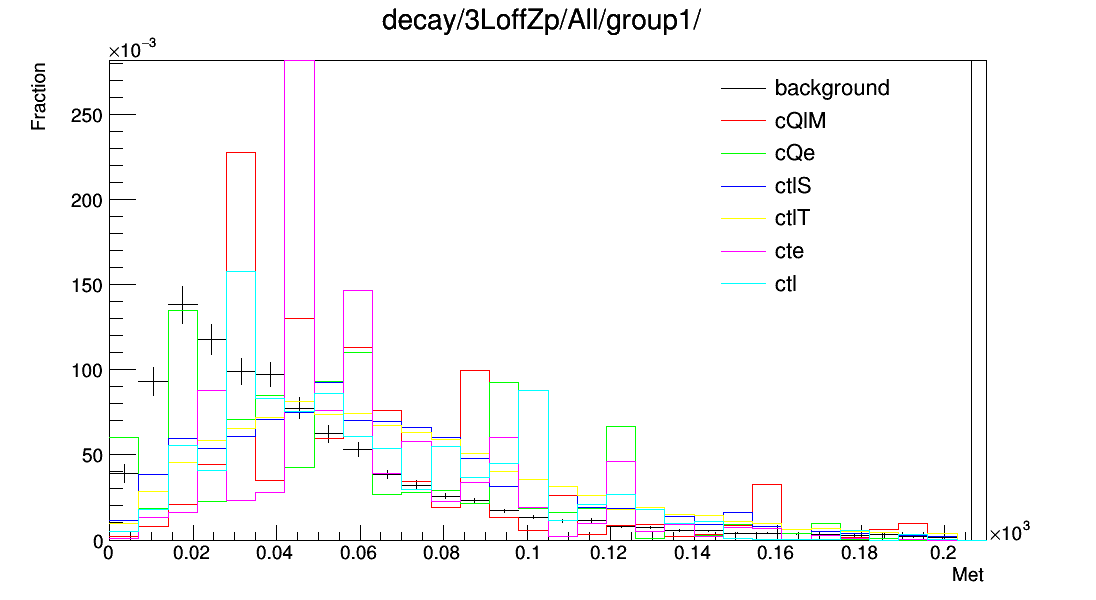 decay/3LoffZp/All/group1/
×10⁻³
Fraction
250
200
150
100
50
0
background
cQlM
cQe
ctlS
ctlT
cte
ctl
0 0.02 0.04 0.06 0.08 0.1 0.12 0.14 0.16 0.18 0.2
×10³
Met